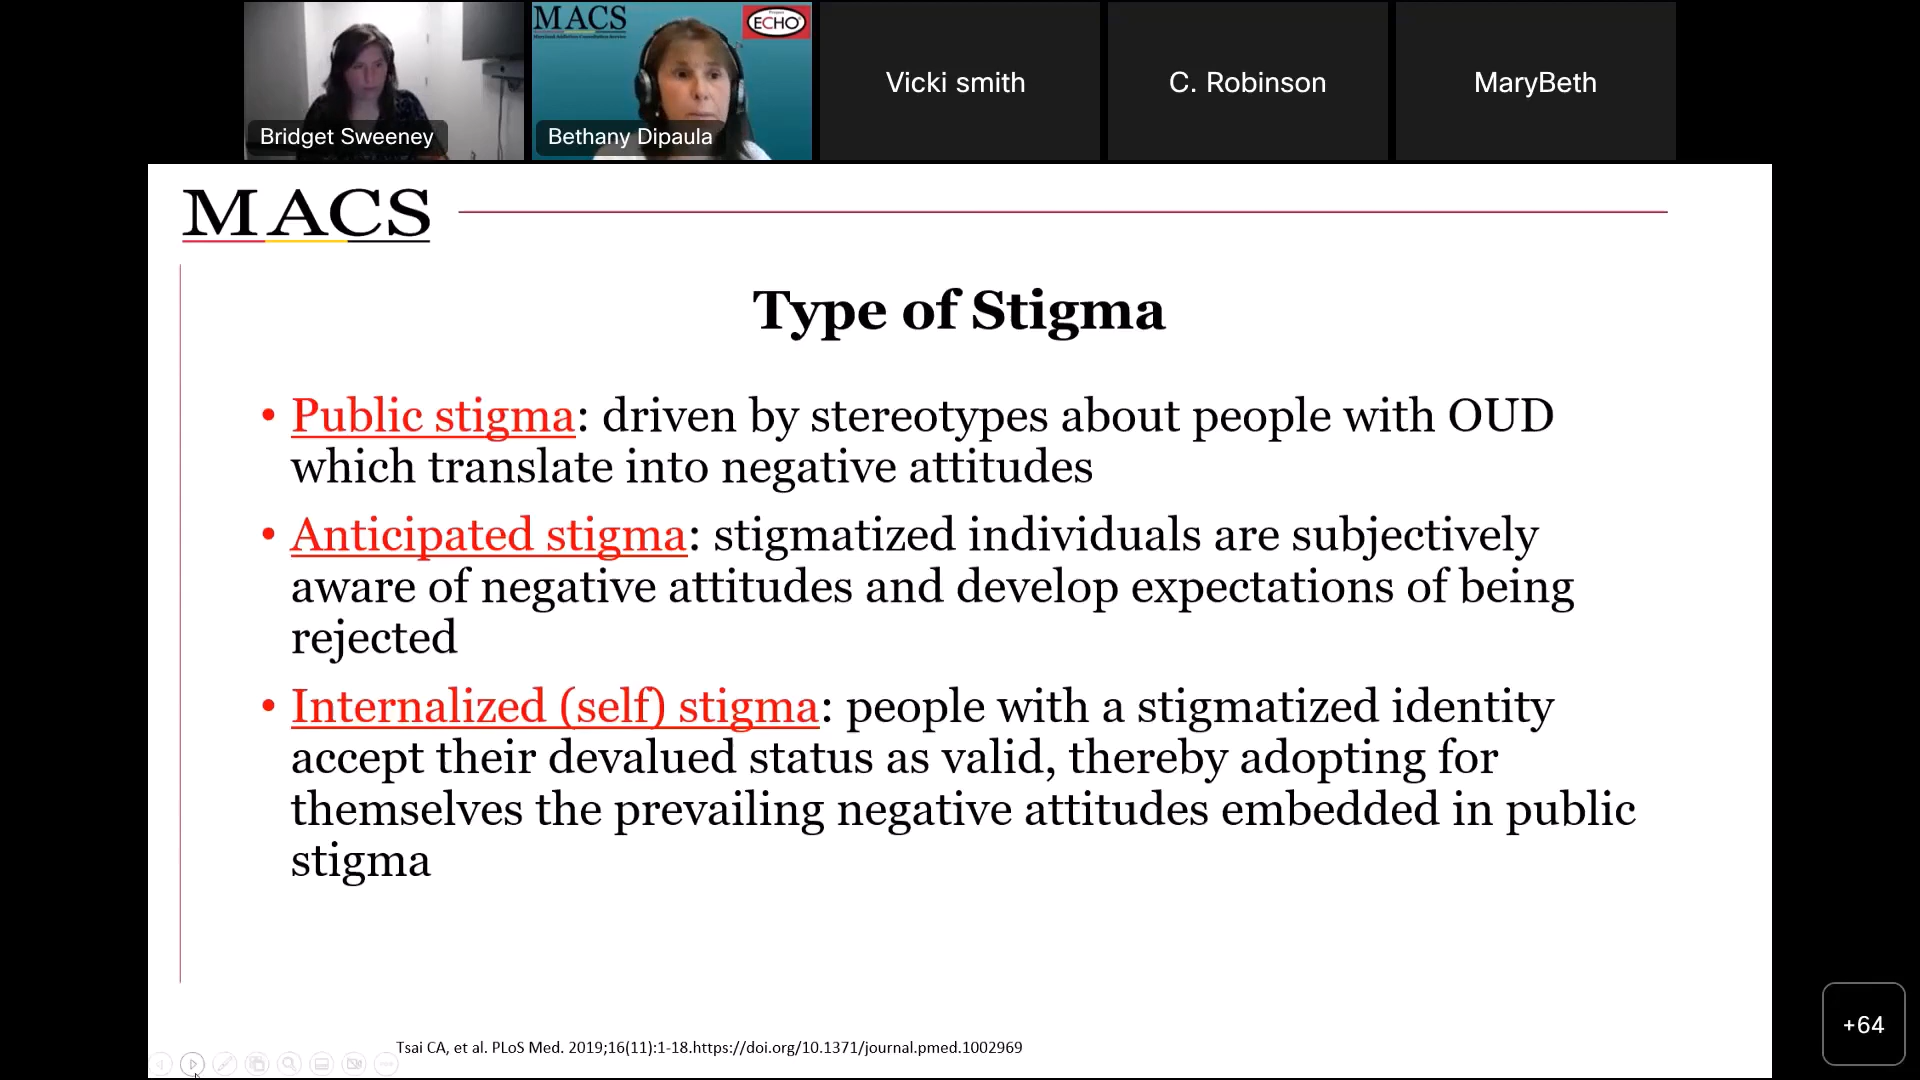 MACS
ECHO
Bridget Sweeney
Bethany Dipaula
Vicki smith
C. Robinson
MaryBeth
MACS
Type of Stigma
• Public stigma: driven by stereotypes about people with OUD
which translate into negative attitudes
• Anticipated stigma: stigmatized individuals are subjectively
aware of negative attitudes and develop expectations of being
rejected
• Internalized (self) stigma: people with a stigmatized identity
accept their devalued status as valid, thereby adopting for
themselves the prevailing negative attitudes embedded in public
stigma
Tsai CA, et al. PLoS Med. 2019;16(11):1-18.https://doi.org/10.1371/journal.pmed.1002969
+64